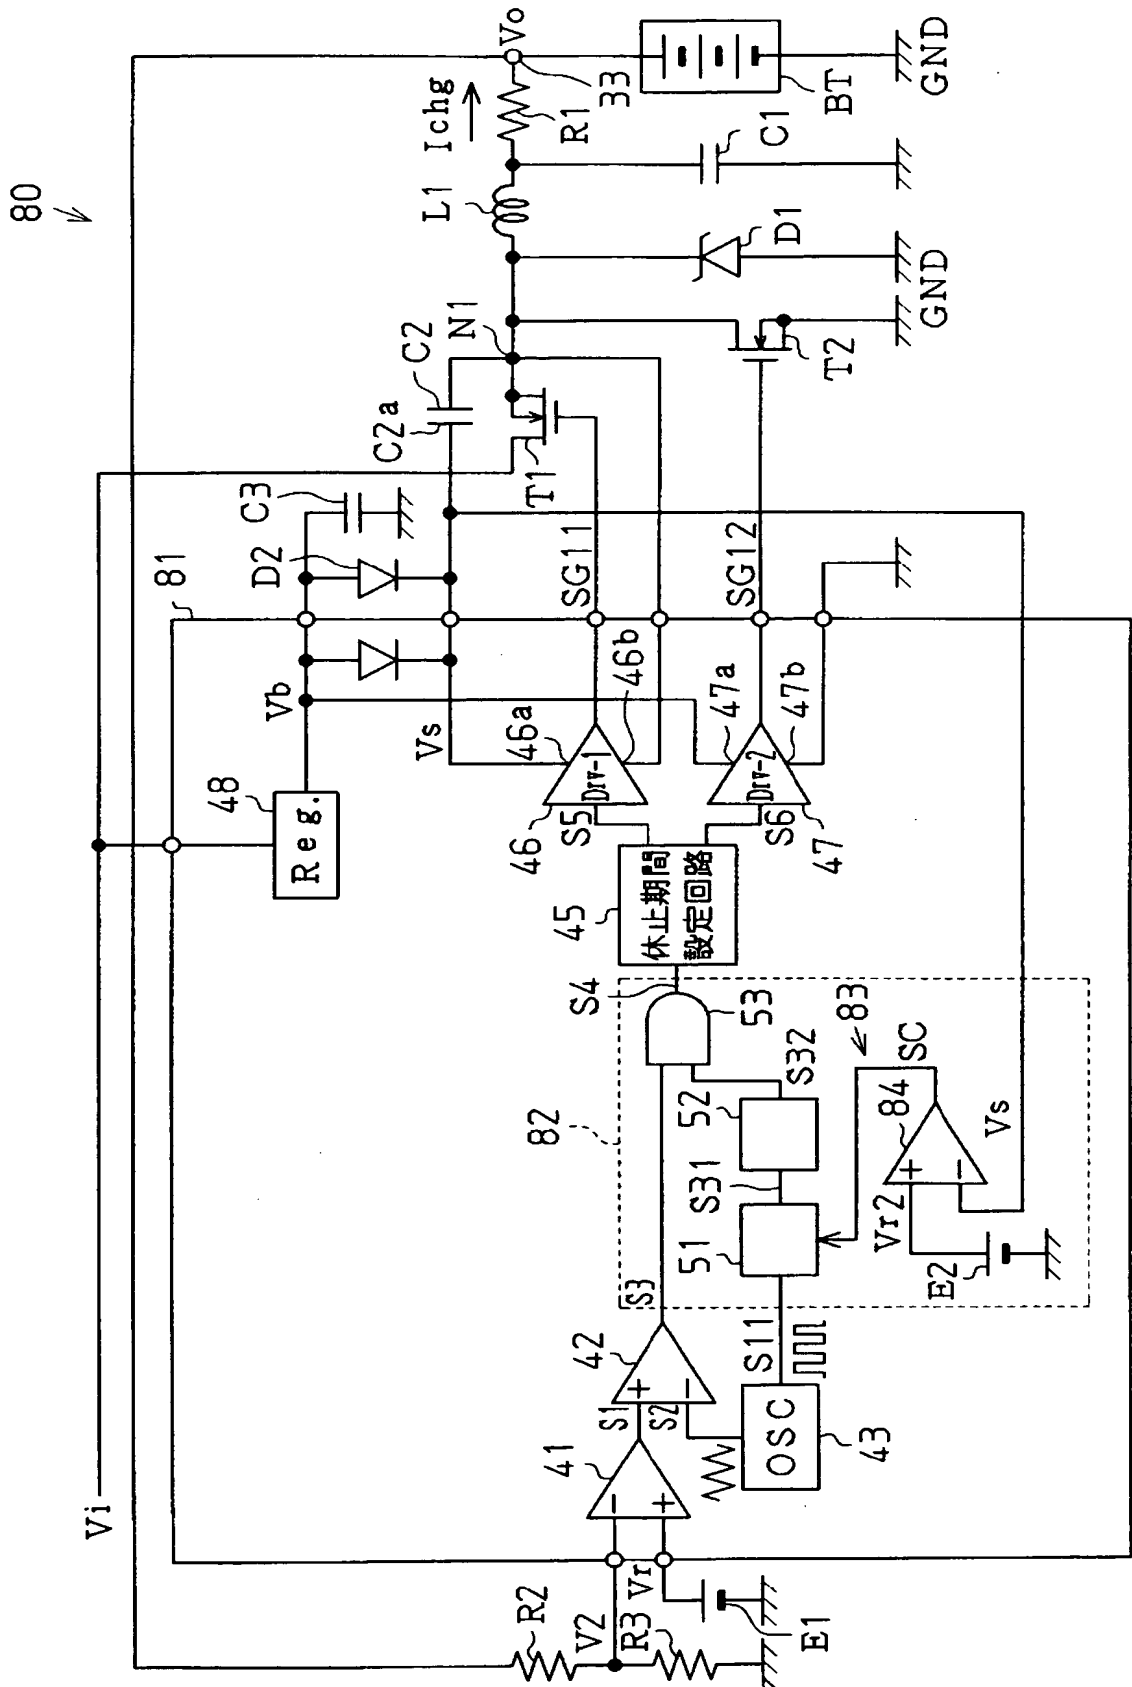 80
Vi
Vo
33
Ichg
R1
L1
BT
GND
C1
D1
GND
N1
C2
C2a
T1
T2
C3
D2
81
SG11
SG12
Vb
Vs
48
Reg.
46a
46b
47a
47b
Drv-1
Drv-2
46
47
S5
S6
45
休止期間
設定回路
S4
53
82
52
S32
S31
51
83
SC
84
+
−
Vs
Vr2
E2
S3
42
+
−
S1
S2
S11
OSC
43
41
−
+
Vr
E1
R2
V2
R3